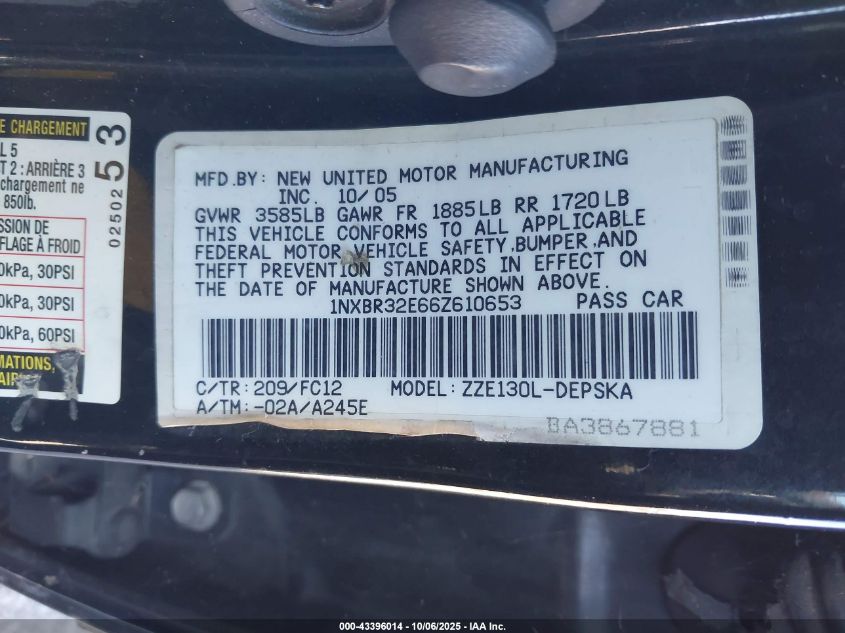 E CHARGEMENT
L 5
T 2 : ARRIÈRE 3
chargement ne
850lb.
SSION DE
FLAGE À FROID
0kPa, 30PSI
0kPa, 30PSI
0kPa, 60PSI
MATIONS,
02502 53
MFD.BY: NEW UNITED MOTOR MANUFACTURING
INC. 10/05
GVWR 3585LB GAWR FR 1885LB RR 1720LB
THIS VEHICLE CONFORMS TO ALL APPLICABLE
FEDERAL MOTOR VEHICLE SAFETY,BUMPER,AND
THEFT PREVENTION STANDARDS IN EFFECT ON
THE DATE OF MANUFACTURE SHOWN ABOVE.
1NXBR32E66Z610653 PASS CAR
C/TR: 209/FC12 MODEL: ZZE130L-DEPSKA
A/TM:-02A/A245E
BA3867881
000-43396014 - 10/06/2025 - IAA Inc.